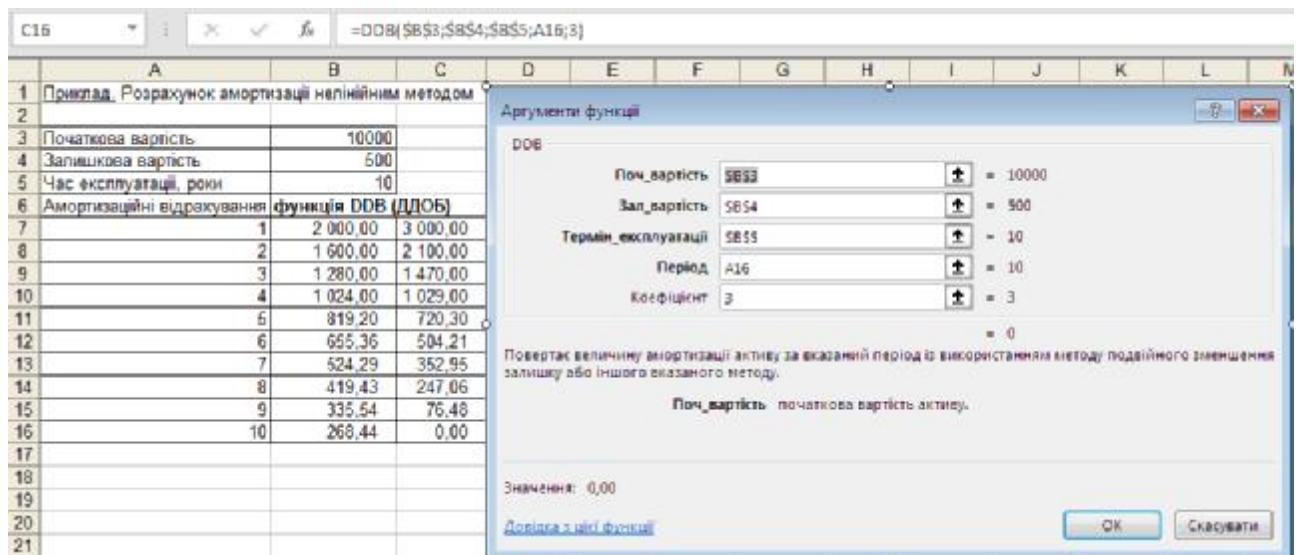 C16 fx =DDB($B$3;$B$4;$B$5;A16;3)
A B C D E F G H I J K L M
1 Приклад. Розрахунок амортизації нелінійним методом
2
3 Початкова вартість 10000
4 Залишкова вартість 500
5 Час експлуатації, роки 10
6 Амортизаційні відрахування функція DDB (ДДОБ)
7 1 2 000,00 3 000,00
8 2 1 600,00 2 100,00
9 3 1 280,00 1 470,00
10 4 1 024,00 1 029,00
11 5 819,20 720,30
12 6 655,36 504,21
13 7 524,29 352,95
14 8 419,43 247,06
15 9 335,54 76,48
16 10 268,44 0,00
17
18
19
20
21
Аргументи функції
DDB
Поч_вартість $B$3 = 10000
Зал_вартість $B$4 = 500
Термін_експлуатації $B$5 = 10
Період A16 = 10
Коефіцієнт 3 = 3
= 0
Повертає величину амортизації активу за вказаний період із використанням методу подвійного зменшення
залишку або іншого вказаного методу.
Поч_вартість початкова вартість активу.
Значення: 0,00
Довідка з цієї функції
OK Скасувати